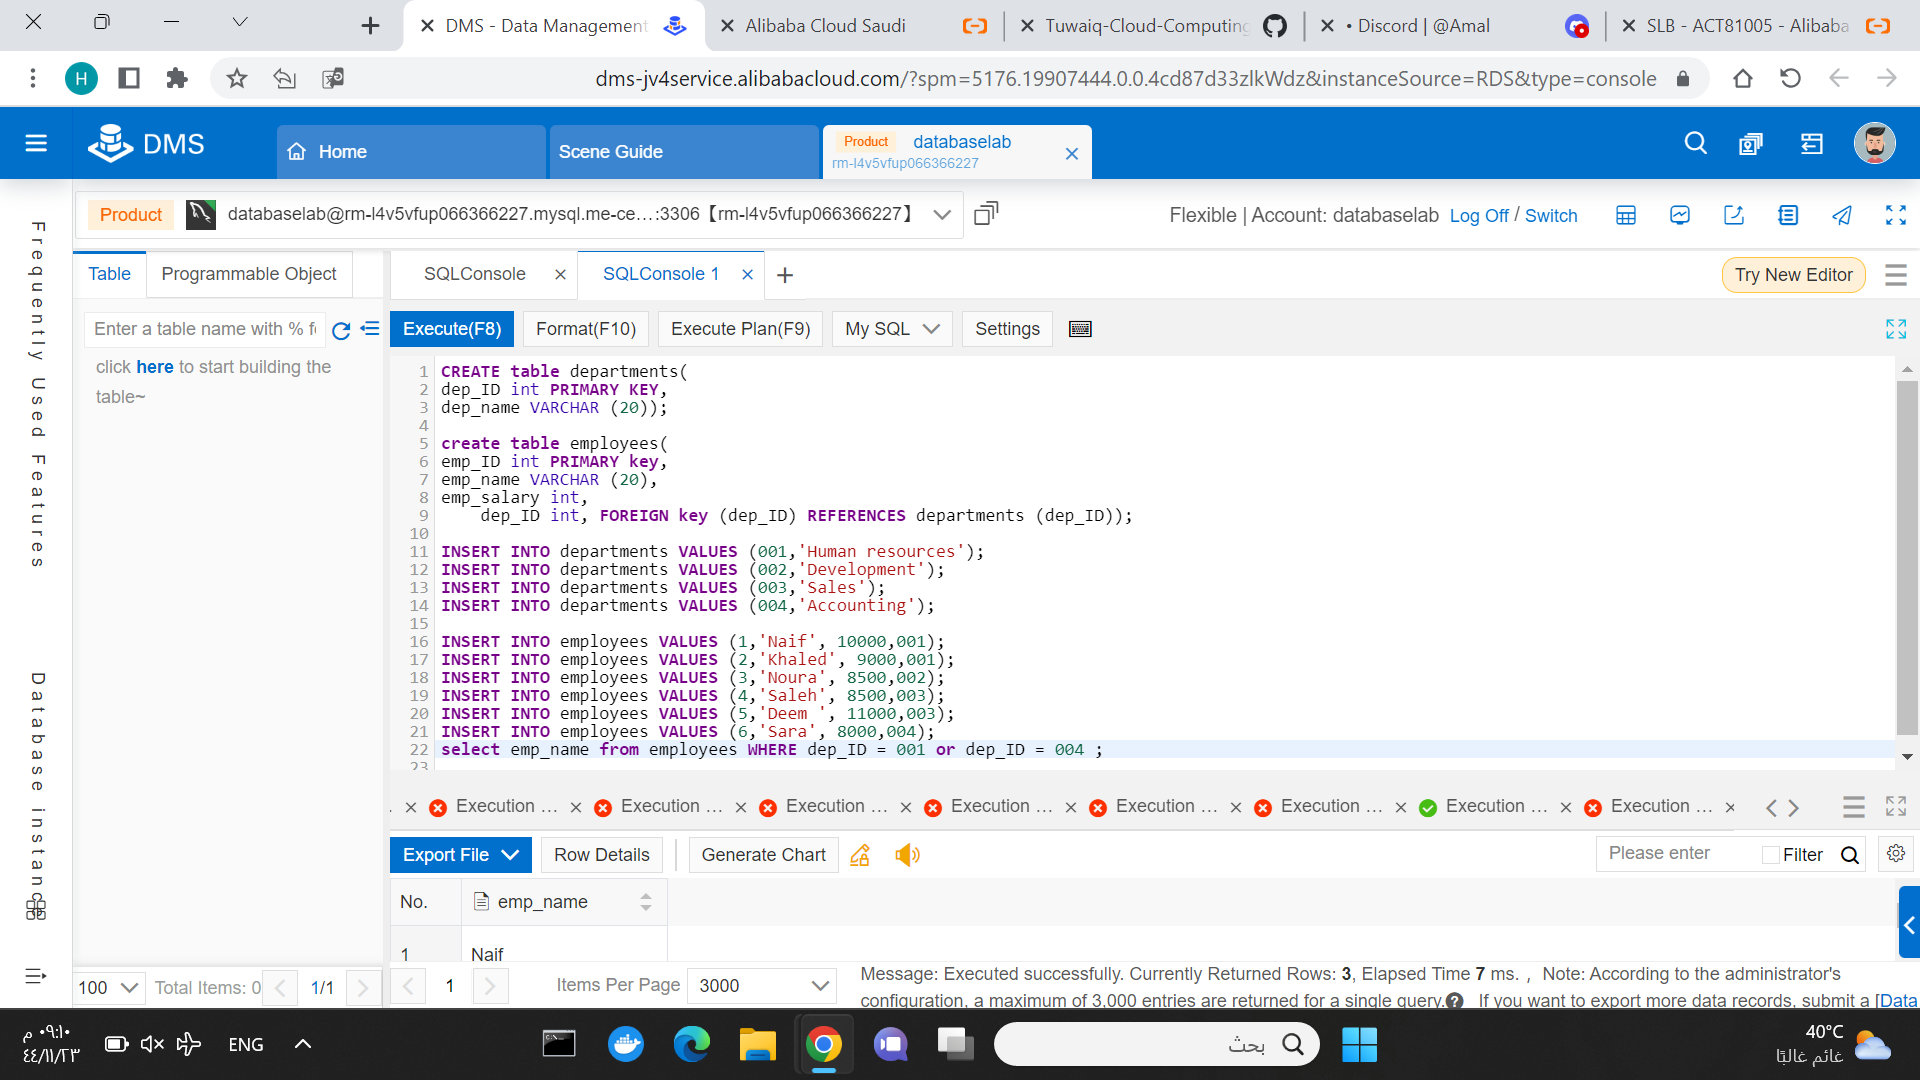 DMS - Data Management
Alibaba Cloud Saudi
Tuwaiq-Cloud-Computing
• Discord | @Amal
SLB - ACT81005 - Alibaba
H
dms-jv4service.alibabacloud.com/?spm=5176.19907444.0.0.4cd87d33zlkWdz&instanceSource=RDS&type=console
DMS
Home
Scene Guide
Product databaselab
rm-l4v5vfup066366227
Product
databaselab@rm-l4v5vfup066366227.mysql.me-ce...:3306【rm-l4v5vfup066366227】
Flexible | Account: databaselab Log Off / Switch
Frequently Used Features
Database instance
Table
Programmable Object
SQLConsole
SQLConsole 1
Try New Editor
Enter a table name with % f
click here to start building the
table~
Execute(F8)
Format(F10)
Execute Plan(F9)
My SQL
Settings
1 CREATE table departments(
2 dep_ID int PRIMARY KEY,
3 dep_name VARCHAR (20));
4
5 create table employees(
6 emp_ID int PRIMARY key,
7 emp_name VARCHAR (20),
8 emp_salary int,
9 dep_ID int, FOREIGN key (dep_ID) REFERENCES departments (dep_ID));
10
11 INSERT INTO departments VALUES (001,'Human resources');
12 INSERT INTO departments VALUES (002,'Development');
13 INSERT INTO departments VALUES (003,'Sales');
14 INSERT INTO departments VALUES (004,'Accounting');
15
16 INSERT INTO employees VALUES (1,'Naif', 10000,001);
17 INSERT INTO employees VALUES (2,'Khaled', 9000,001);
18 INSERT INTO employees VALUES (3,'Noura', 8500,002);
19 INSERT INTO employees VALUES (4,'Saleh', 8500,003);
20 INSERT INTO employees VALUES (5,'Deem ', 11000,003);
21 INSERT INTO employees VALUES (6,'Sara', 8000,004);
22 select emp_name from employees WHERE dep_ID = 001 or dep_ID = 004 ;
23
Execution ... Execution ... Execution ... Execution ... Execution ... Execution ... Execution ... Execution ...
Export File
Row Details
Generate Chart
Please enter
Filter
No. emp_name
1 Naif
100 Total Items: 0 1/1
1
Items Per Page 3000
Message: Executed successfully. Currently Returned Rows: 3, Elapsed Time 7 ms. , Note: According to the administrator's
configuration, a maximum of 3,000 entries are returned for a single query. If you want to export more data records, submit a [Data
٠٩:١٠ م
٤٤/١١/٢٣
ENG
بحث
40°C
غائم غالبًا